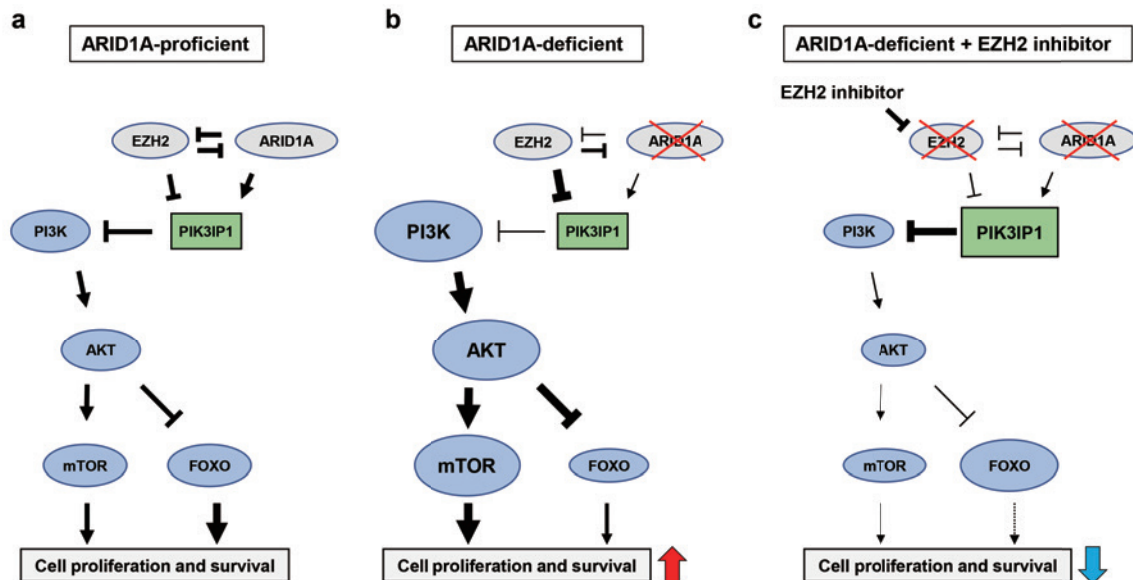 a
ARID1A-proficient
EZH2
ARID1A
PI3K
PIK3IP1
AKT
mTOR
FOXO
Cell proliferation and survival
b
ARID1A-deficient
EZH2
ARID1A
PI3K
PIK3IP1
AKT
mTOR
FOXO
Cell proliferation and survival
c
ARID1A-deficient + EZH2 inhibitor
EZH2 inhibitor
EZH2
ARID1A
PI3K
PIK3IP1
AKT
mTOR
FOXO
Cell proliferation and survival